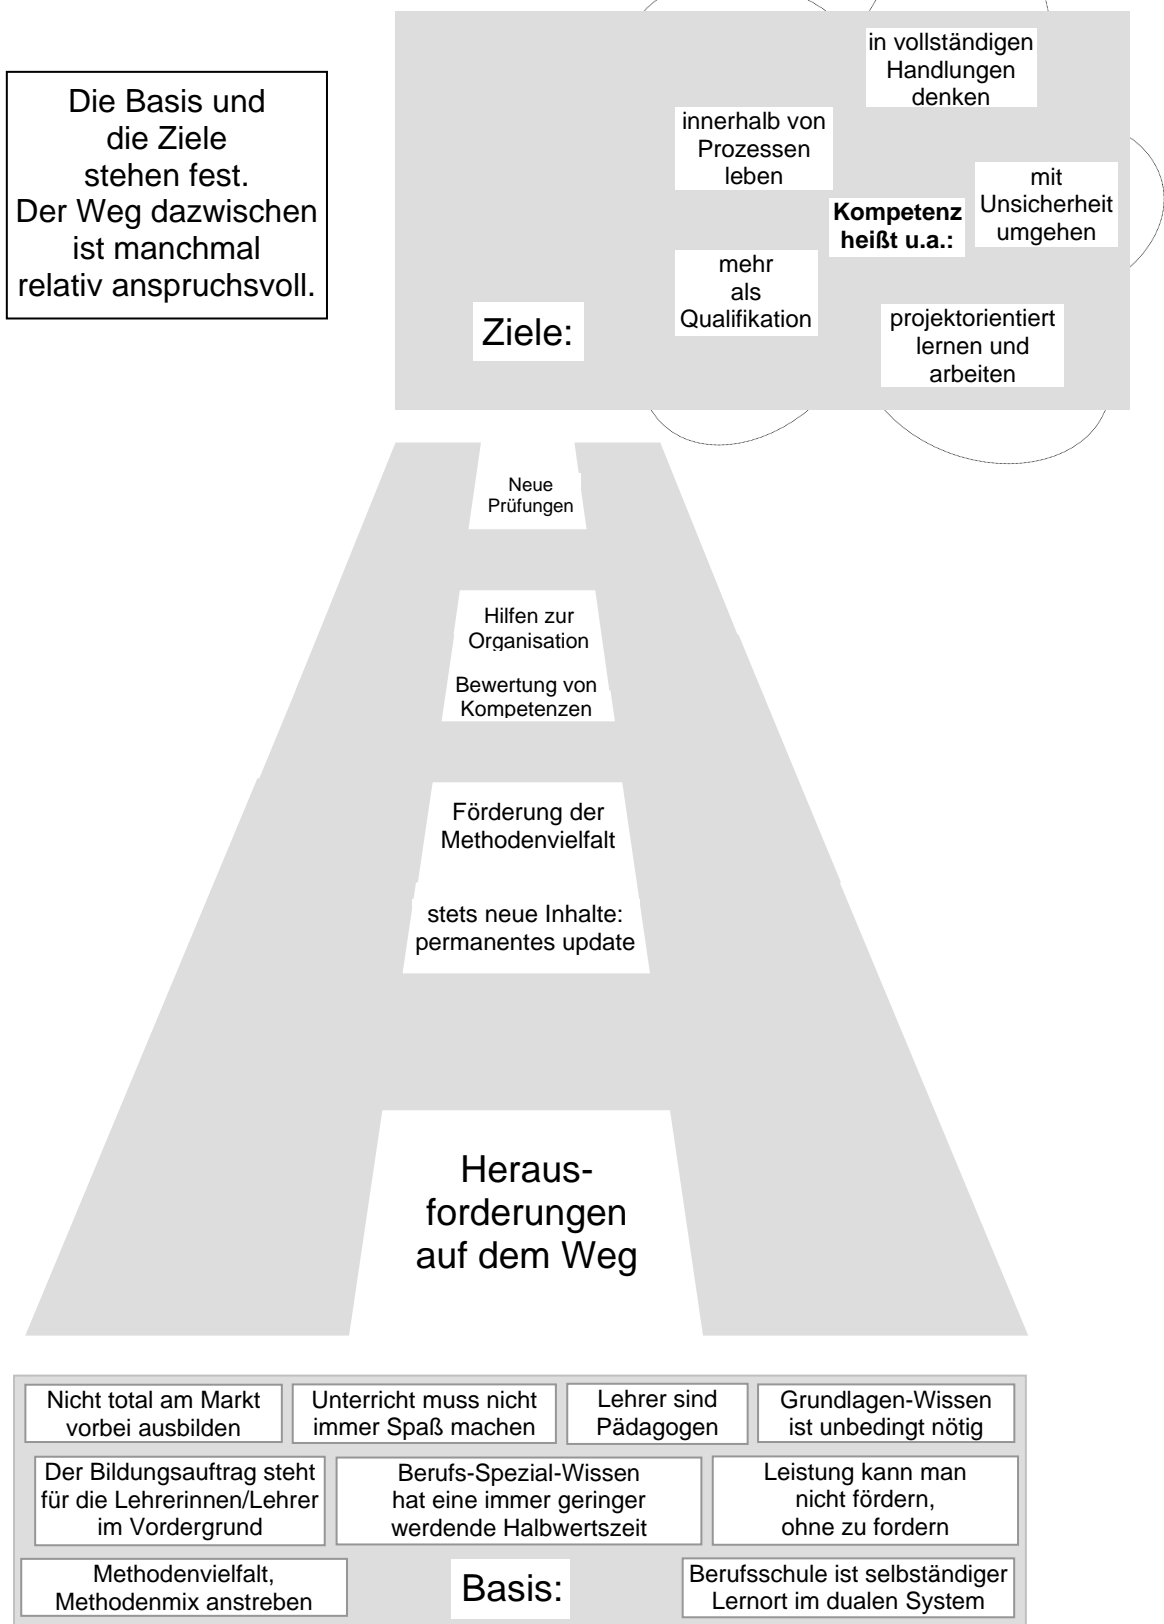 Die Basis und
die Ziele
stehen fest.
Der Weg dazwischen
ist manchmal
relativ anspruchsvoll.
in vollständigen
Handlungen
denken
innerhalb von
Prozessen
leben
mit
Unsicherheit
umgehen
Kompetenz
heißt u.a.:
mehr
als
Qualifikation
projektorientiert
lernen und
arbeiten
Ziele:
Neue
Prüfungen
Hilfen zur
Organisation
Bewertung von
Kompetenzen
Förderung der
Methodenvielfalt
stets neue Inhalte:
permanentes update
Heraus-
forderungen
auf dem Weg
Nicht total am Markt
vorbei ausbilden
Unterricht muss nicht
immer Spaß machen
Lehrer sind
Pädagogen
Grundlagen-Wissen
ist unbedingt nötig
Der Bildungsauftrag steht
für die Lehrerinnen/Lehrer
im Vordergrund
Berufs-Spezial-Wissen
hat eine immer geringer
werdende Halbwertszeit
Leistung kann man
nicht fördern,
ohne zu fordern
Methodenvielfalt,
Methodenmix anstreben
Basis:
Berufsschule ist selbständiger
Lernort im dualen System